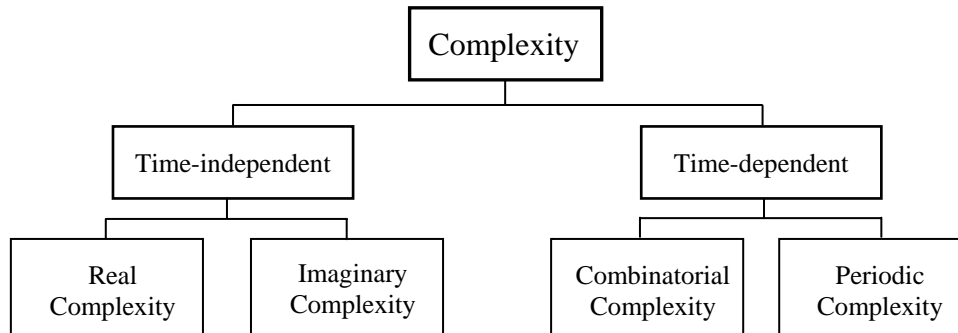 Complexity
Time-independent
Time-dependent
Real
Complexity
Imaginary
Complexity
Combinatorial
Complexity
Periodic
Complexity